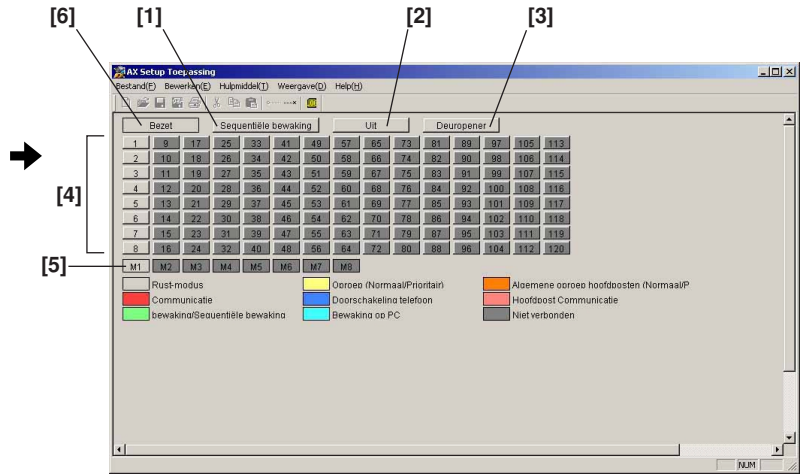 [6] [1] [2] [3]
AX Setup Toepassing
Bestand(F) Bewerken(E) Hulpmiddel(T) Weergave(D) Help(H)
Bezet Sequentiële bewaking Uit Deuropener
1 9 17 25 33 41 49 57 65 73 81 89 97 105 113
2 10 18 26 34 42 50 58 66 74 82 90 98 106 114
3 11 19 27 35 43 51 59 67 75 83 91 99 107 115
[4] 4 12 20 28 36 44 52 60 68 76 84 92 100 108 116
5 13 21 29 37 45 53 61 69 77 85 93 101 109 117
6 14 22 30 38 46 54 62 70 78 86 94 102 110 118
7 15 23 31 39 47 55 63 71 79 87 95 103 111 119
8 16 24 32 40 48 56 64 72 80 88 96 104 112 120
[5] M1 M2 M3 M4 M5 M6 M7 M8
Rust-modus Oproep (Normaal/Prioritair) Algemene oproep hoofdposten (Normaal/P
Communicatie Doorschakeling telefoon Hoofdpost Communicatie
bewaking/Sequentiële bewaking Bewaking op PC Niet verbonden
NUM